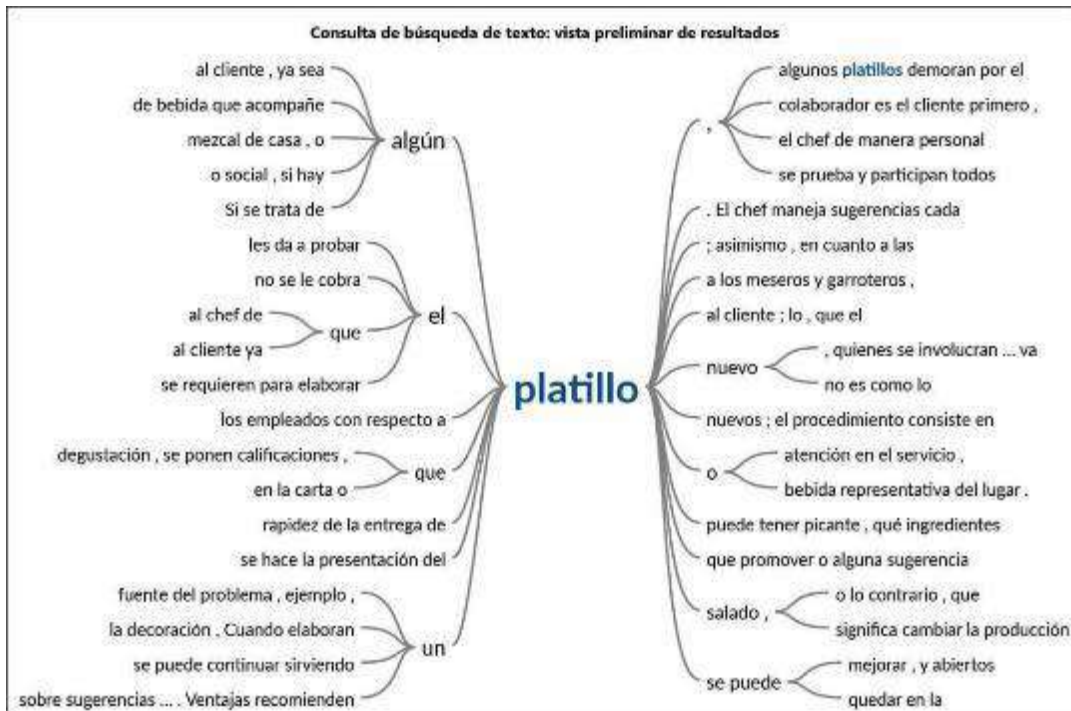 Consulta de búsqueda de texto: vista preliminar de resultados
al cliente , ya sea
de bebida que acompañe
mezcal de casa , o
o social , si hay
Si se trata de
algún
les da a probar
no se le cobra
al chef de
al cliente ya
que
se requieren para elaborar
el
los empleados con respecto a
degustación , se ponen calificaciones ,
en la carta o
que
rapidez de la entrega de
se hace la presentación del
fuente del problema , ejemplo ,
la decoración , Cuando elaboran
se puede continuar sirviendo
sobre sugerencias ... . Ventajas recomienden
un
platillo
,
algunos platillos demoran por el
colaborador es el cliente primero ,
el chef de manera personal
se prueba y participan todos
. El chef maneja sugerencias cada
; asimismo , en cuanto a las
a los meseros y garroteros ,
al cliente ; lo , que el
nuevo
, quienes se involucran ... va
no es como lo
nuevos ; el procedimiento consiste en
o
atención en el servicio ,
bebida representativa del lugar .
puede tener picante , qué ingredientes
que promover o alguna sugerencia
salado ,
o lo contrario , que
significa cambiar la producción
se puede
mejorar , y abiertos
quedar en la